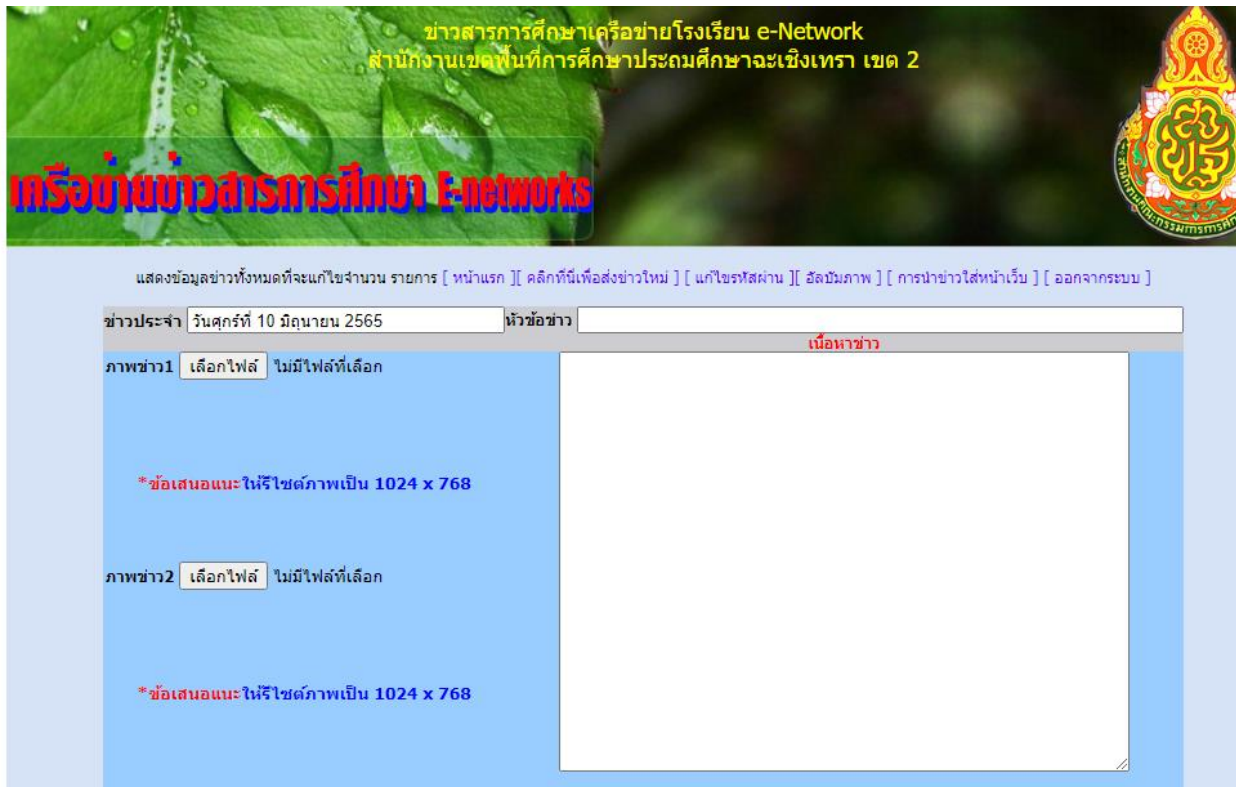 ข่าวสารการศึกษาเครือข่ายโรงเรียน e-Network
สำนักงานเขตพื้นที่การศึกษาประถมศึกษาฉะเชิงเทรา เขต 2
เครือข่ายข่าวสารการศึกษา E-networks
แสดงข้อมูลข่าวทั้งหมดที่จะแก้ไขจำนวน รายการ [ หน้าแรก ][ คลิกที่นี่เพื่อส่งข่าวใหม่ ] [ แก้ไขรหัสผ่าน ][ อัลบัมภาพ ] [ การนำข่าวใส่หน้าเว็บ ] [ ออกจากระบบ ]
ข่าวประจำ วันศุกร์ที่ 10 มิถุนายน 2565 หัวข้อข่าว
เนื้อหาข่าว
ภาพข่าว1 เลือกไฟล์ ไม่มีไฟล์ที่เลือก
*ข้อเสนอแนะให้รีไซต์ภาพเป็น 1024 x 768
ภาพข่าว2 เลือกไฟล์ ไม่มีไฟล์ที่เลือก
*ข้อเสนอแนะให้รีไซต์ภาพเป็น 1024 x 768